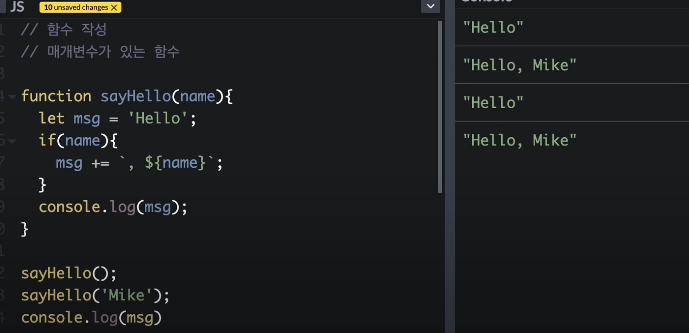 JS
10 unsaved changes ✕
// 함수 작성
// 매개변수가 있는 함수
function sayHello(name){
let msg = 'Hello';
if(name){
msg += `, ${name}`;
}
console.log(msg);
}
sayHello();
sayHello('Mike');
console.log(msg)
Console
"Hello"
"Hello, Mike"
"Hello"
"Hello, Mike"